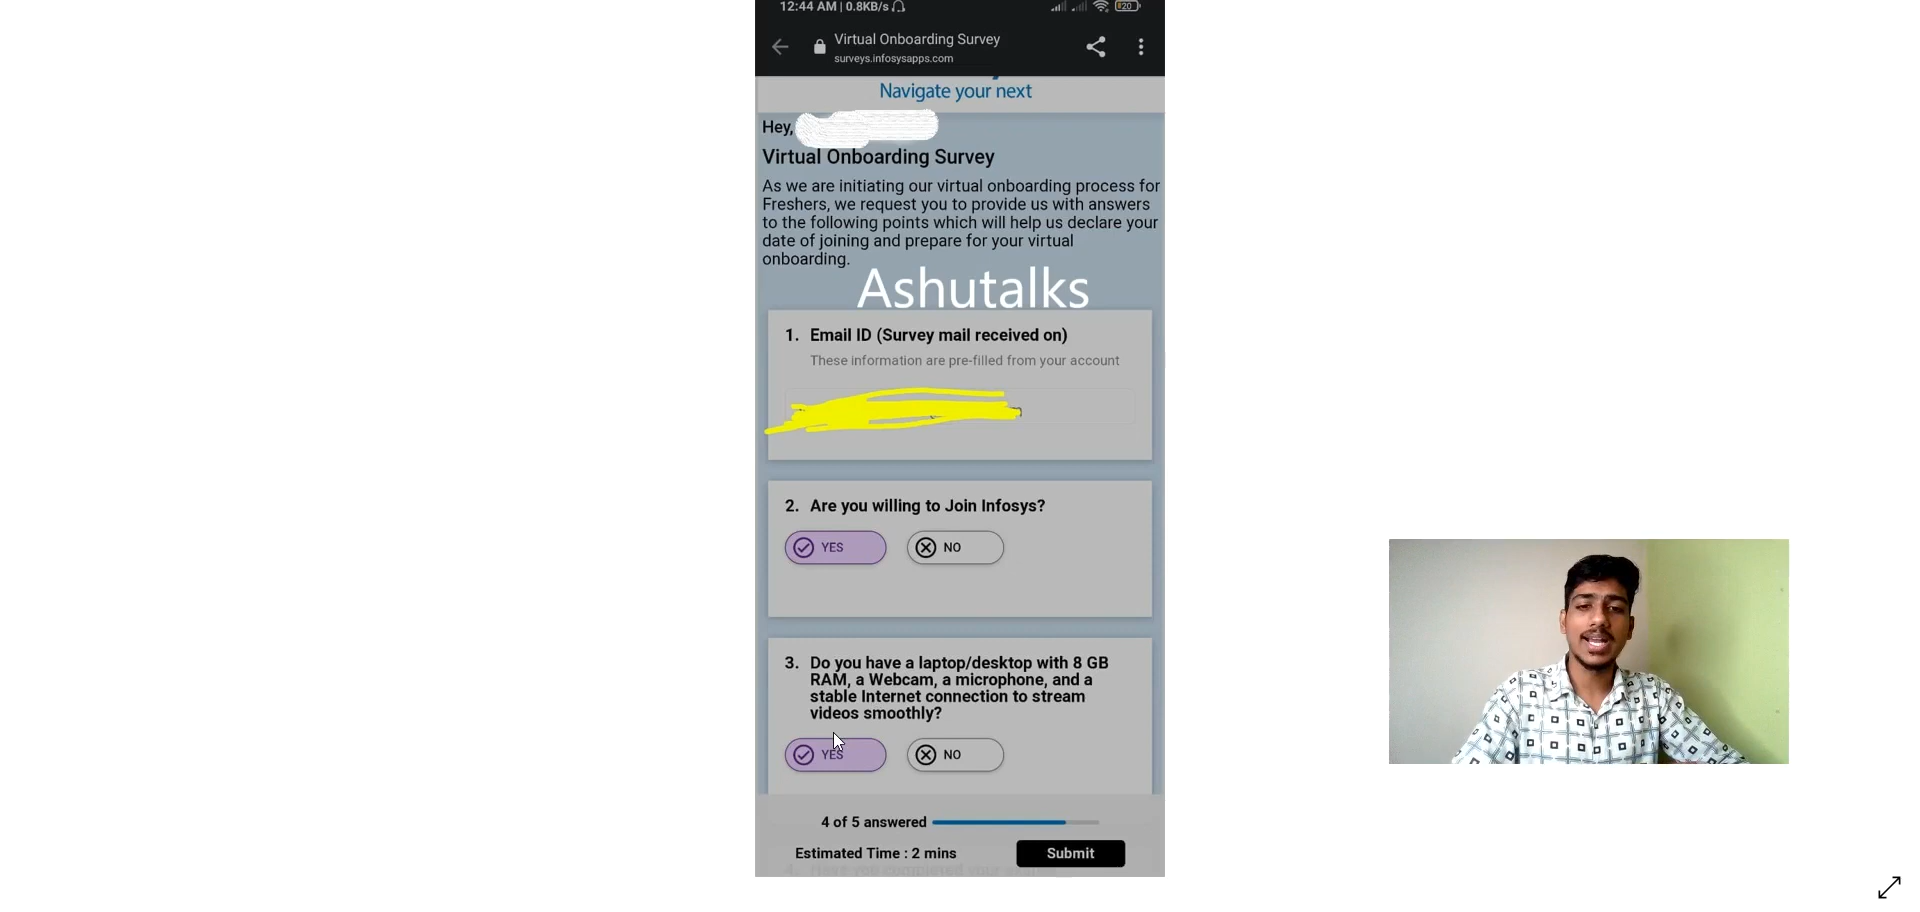 12:44 AM | 0.8KB/s
20
Virtual Onboarding Survey
surveys.infosysapps.com
Navigate your next
Hey,
Virtual Onboarding Survey
As we are initiating our virtual onboarding process for
Freshers, we request you to provide us with answers
to the following points which will help us declare your
date of joining and prepare for your virtual
onboarding.
Ashutalks
1. Email ID (Survey mail received on)
These information are pre-filled from your account
2. Are you willing to Join Infosys?
YES NO
3. Do you have a laptop/desktop with 8 GB
RAM, a Webcam, a microphone, and a
stable Internet connection to stream
videos smoothly?
YES NO
4 of 5 answered
Estimated Time : 2 mins Submit